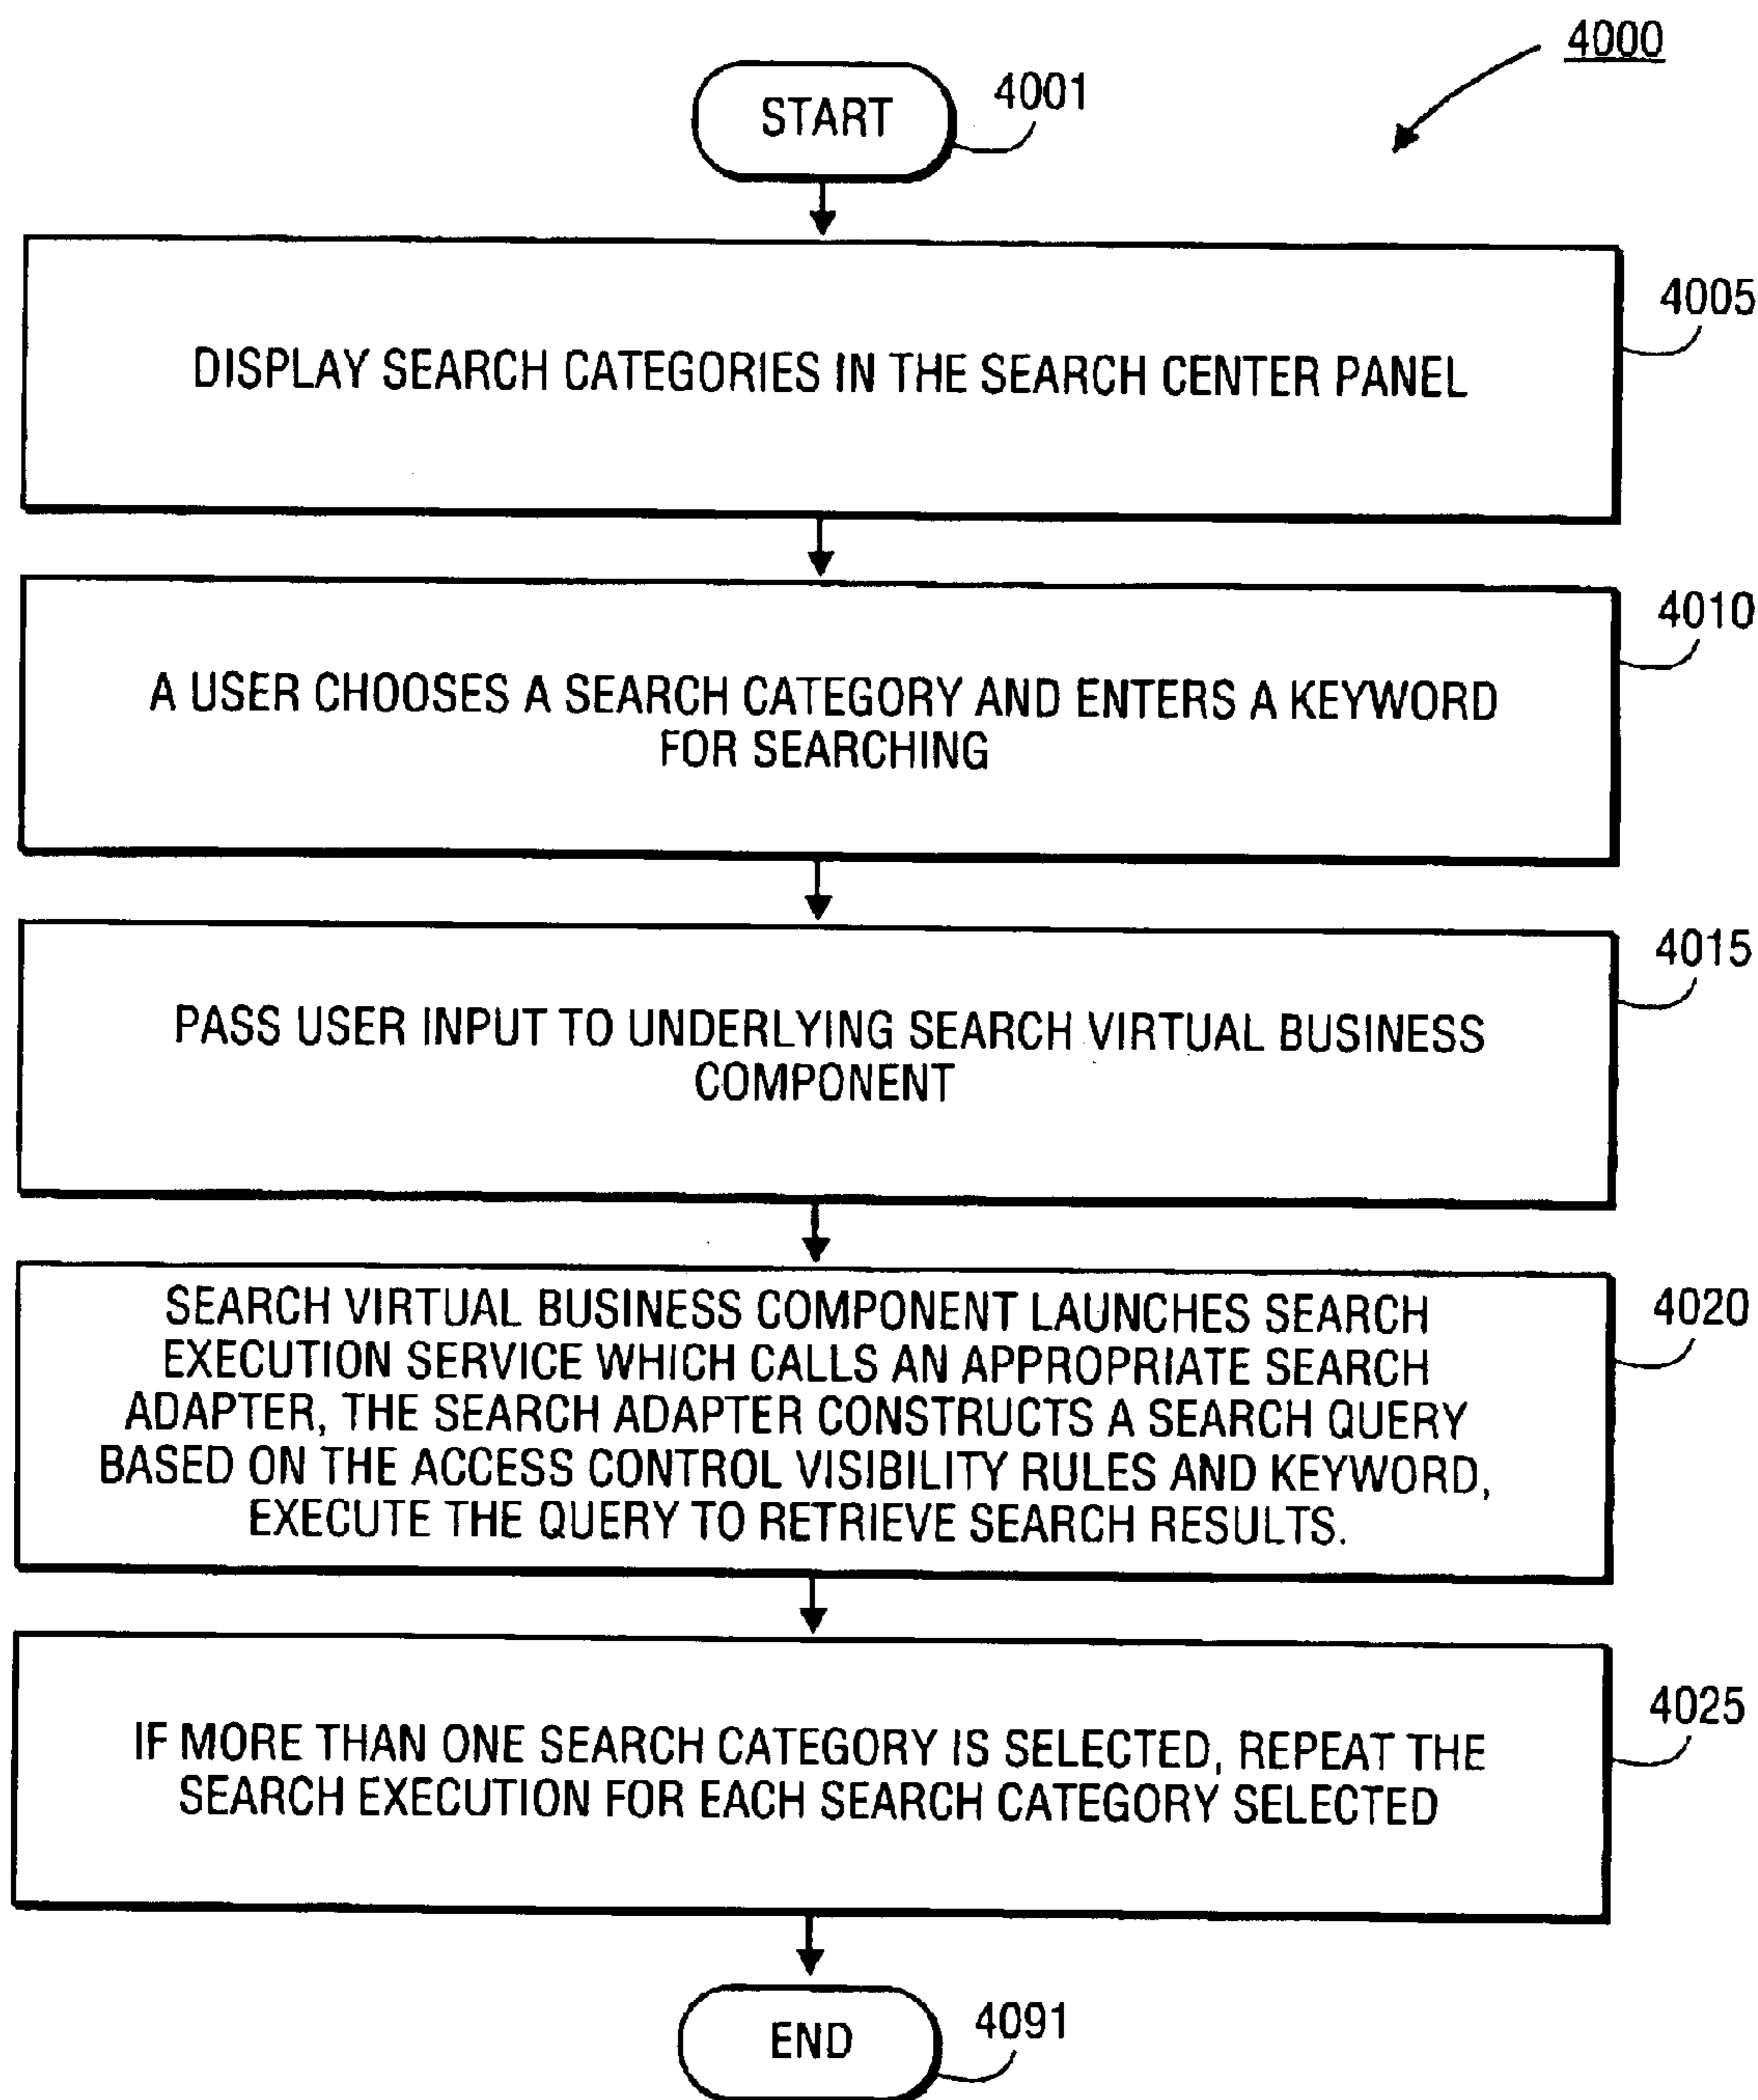 4000
START
4001
4005
DISPLAY SEARCH CATEGORIES IN THE SEARCH CENTER PANEL
4010
A USER CHOOSES A SEARCH CATEGORY AND ENTERS A KEYWORD
FOR SEARCHING
4015
PASS USER INPUT TO UNDERLYING SEARCH VIRTUAL BUSINESS
COMPONENT
4020
SEARCH VIRTUAL BUSINESS COMPONENT LAUNCHES SEARCH
EXECUTION SERVICE WHICH CALLS AN APPROPRIATE SEARCH
ADAPTER, THE SEARCH ADAPTER CONSTRUCTS A SEARCH QUERY
BASED ON THE ACCESS CONTROL VISIBILITY RULES AND KEYWORD,
EXECUTE THE QUERY TO RETRIEVE SEARCH RESULTS.
4025
IF MORE THAN ONE SEARCH CATEGORY IS SELECTED, REPEAT THE
SEARCH EXECUTION FOR EACH SEARCH CATEGORY SELECTED
END
4091